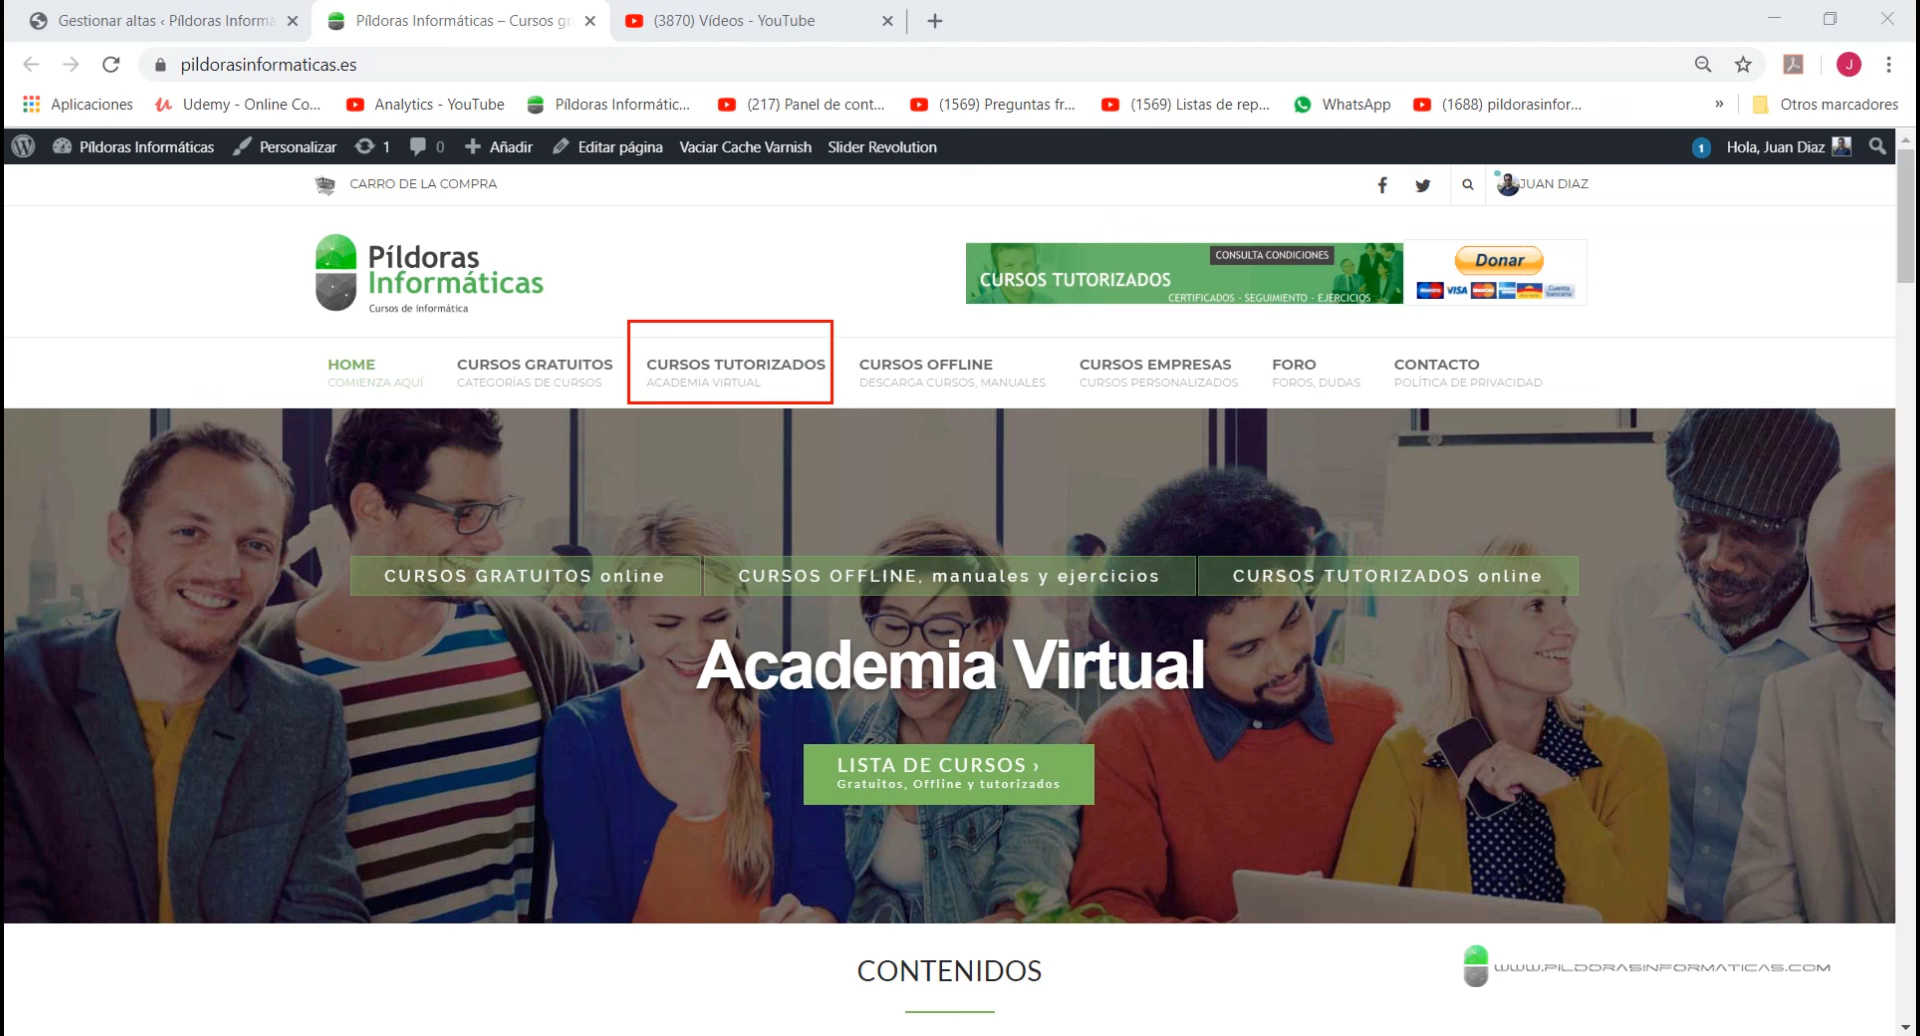 Gestionar altas ‹ Píldoras Informá
Píldoras Informáticas – Cursos gr
(3870) Vídeos - YouTube
pildorasinformaticas.es
J
Aplicaciones
Udemy - Online Co...
Analytics - YouTube
Píldoras Informátic...
(217) Panel de cont...
(1569) Preguntas fr...
(1569) Listas de rep...
WhatsApp
(1688) pildorasinfor...
»
Otros marcadores
Píldoras Informáticas
Personalizar
1
0
Añadir
Editar página
Vaciar Cache Varnish
Slider Revolution
1
Hola, Juan Diaz
CARRO DE LA COMPRA
JUAN DIAZ
Píldoras
Informáticas
Cursos de informática
CONSULTA CONDICIONES
CURSOS TUTORIZADOS
CERTIFICADOS - SEGUIMIENTO - EJERCICIOS
Donar
VISA
HOME
COMIENZA AQUÍ
CURSOS GRATUITOS
CATEGORÍAS DE CURSOS
CURSOS TUTORIZADOS
ACADEMIA VIRTUAL
CURSOS OFFLINE
DESCARGA CURSOS, MANUALES
CURSOS EMPRESAS
CURSOS PERSONALIZADOS
FORO
FOROS, DUDAS
CONTACTO
POLÍTICA DE PRIVACIDAD
CURSOS GRATUITOS online
CURSOS OFFLINE, manuales y ejercicios
CURSOS TUTORIZADOS online
Academia Virtual
LISTA DE CURSOS ›
Gratuitos, Offline y tutorizados
CONTENIDOS
WWW.PILDORASINFORMATICAS.COM